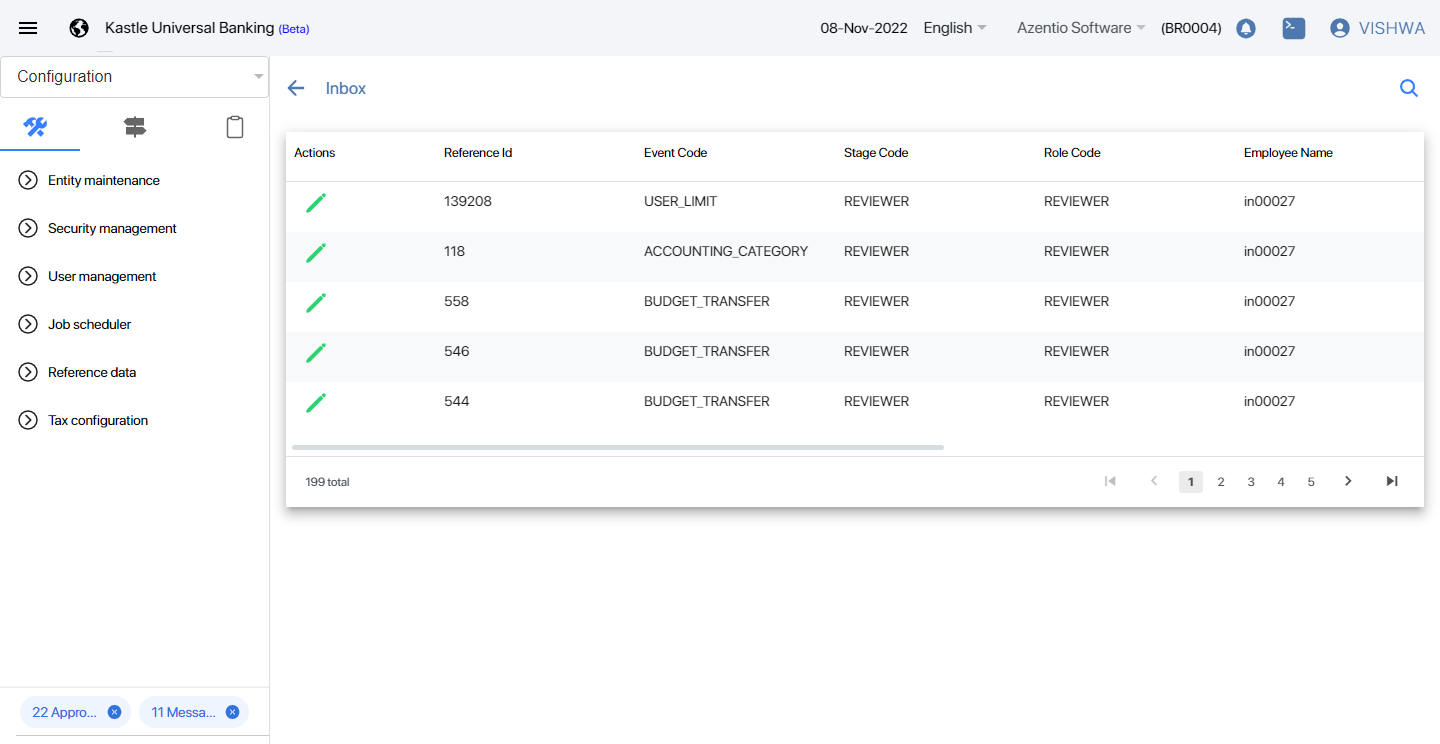 Kastle Universal Banking (Beta) 08-Nov-2022 English Azentio Software (BR0004) VISHWA
Configuration
Inbox
Entity maintenance
Security management
User management
Job scheduler
Reference data
Tax configuration
Actions Reference Id Event Code Stage Code Role Code Employee Name
139208 USER_LIMIT REVIEWER REVIEWER in00027
118 ACCOUNTING_CATEGORY REVIEWER REVIEWER in00027
558 BUDGET_TRANSFER REVIEWER REVIEWER in00027
546 BUDGET_TRANSFER REVIEWER REVIEWER in00027
544 BUDGET_TRANSFER REVIEWER REVIEWER in00027
199 total 1 2 3 4 5
22 Appro... 11 Messa...